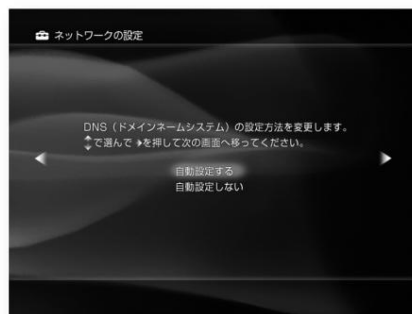 ネットワークの設定
DNS（ドメインネームシステム）の設定方法を変更します。
で選んで→を押して次の画面へ移ってください。
自動設定する
自動設定しない